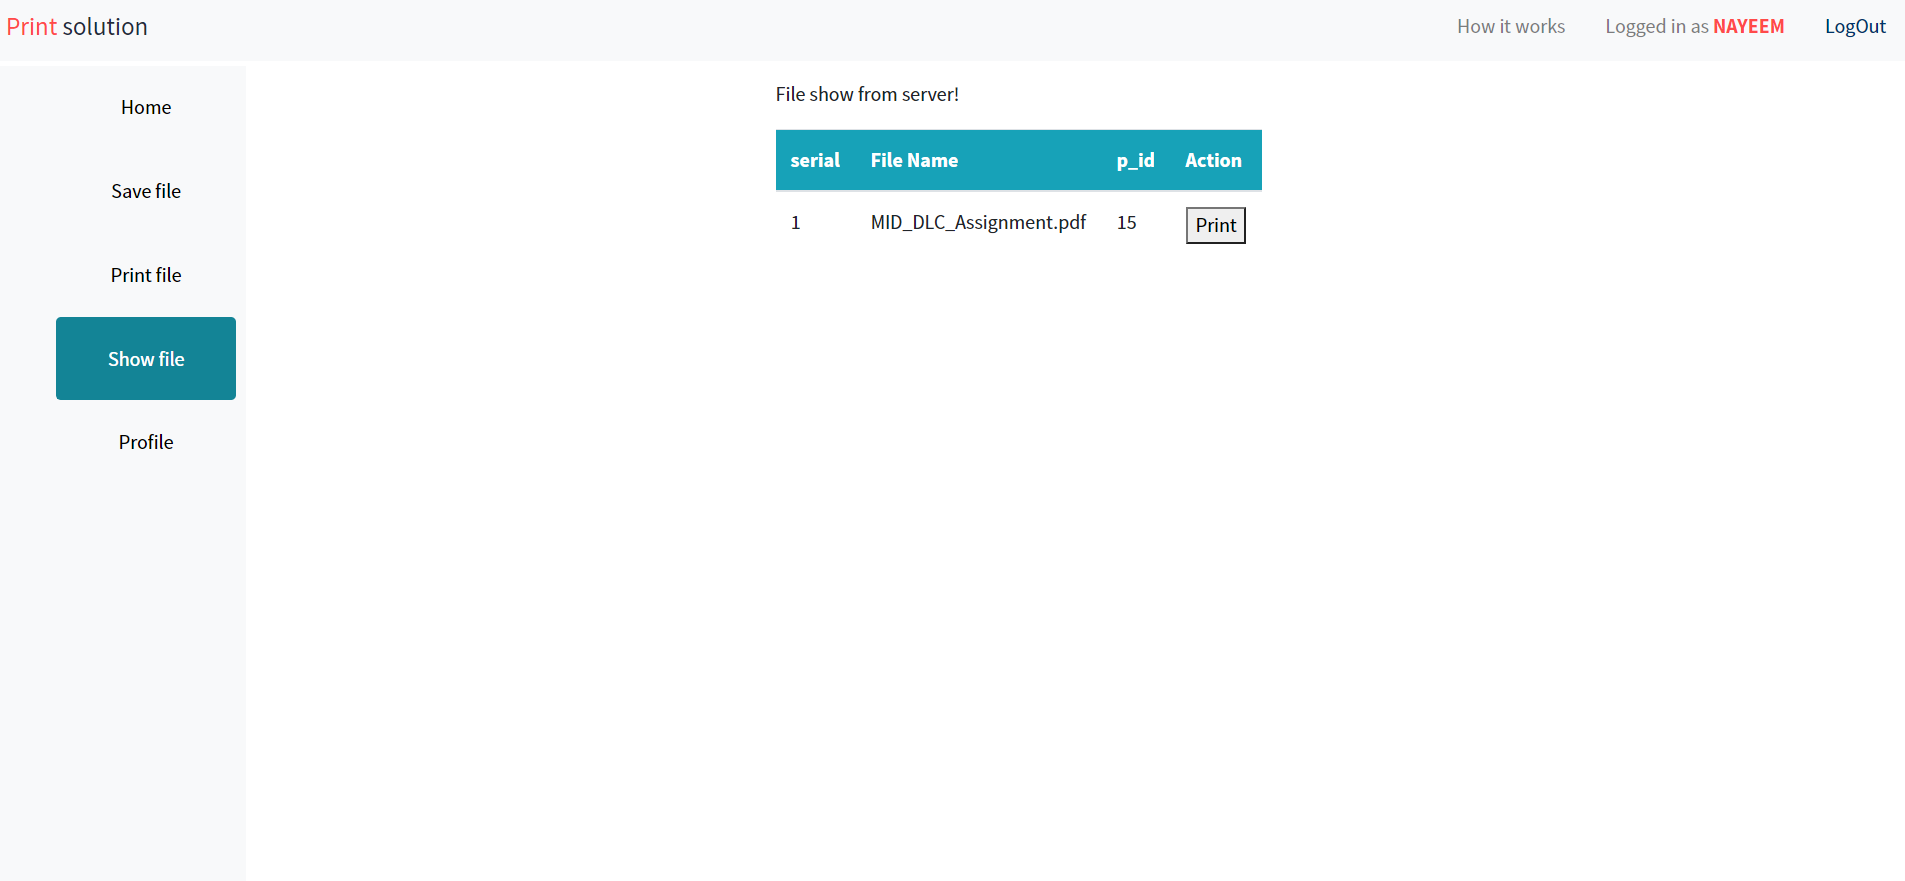 Print solution
How it works
Logged in as NAYEEM
LogOut
Home
Save file
Print file
Show file
Profile
File show from server!
serial File Name p_id Action
1 MID_DLC_Assignment.pdf 15 Print